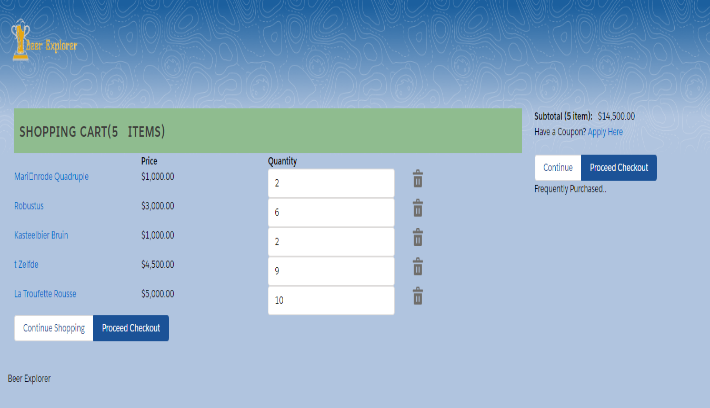 Beer Explorer
SHOPPING CART(5 ITEMS)
Price Quantity
Mari□nrode Quadruple $1,000.00 2
Robustus $3,000.00 6
Kasteelbier Bruin $1,000.00 2
t Zelfde $4,500.00 9
La Troufette Rousse $5,000.00 10
Continue Shopping Proceed Checkout
Subtotal (5 item): $14,500.00
Have a Coupon? Apply Here
Continue Proceed Checkout
Frequently Purchased..
Beer Explorer